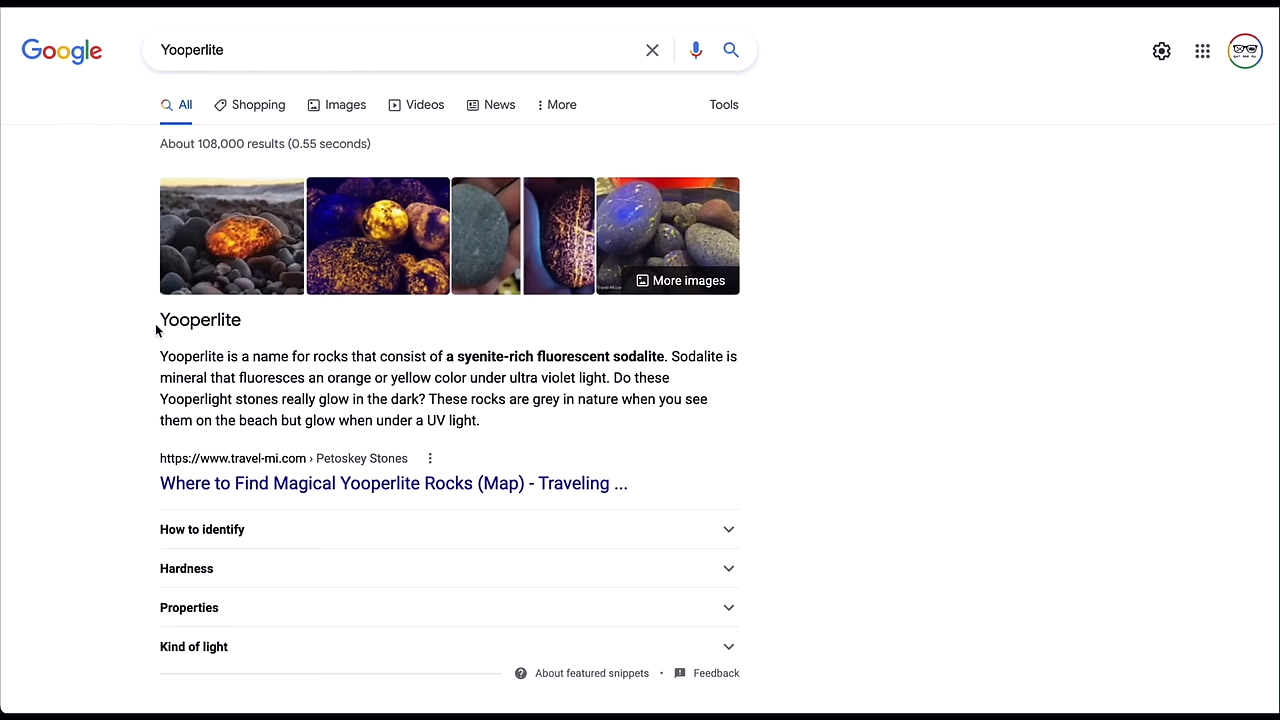 Google
Yooperlite
All
Shopping
Images
Videos
News
More
Tools
About 108,000 results (0.55 seconds)
More images
Yooperlite
Yooperlite is a name for rocks that consist of a syenite-rich fluorescent sodalite. Sodalite is
mineral that fluoresces an orange or yellow color under ultra violet light. Do these
Yooperlight stones really glow in the dark? These rocks are grey in nature when you see
them on the beach but glow when under a UV light.
https://www.travel-mi.com › Petoskey Stones
Where to Find Magical Yooperlite Rocks (Map) - Traveling ...
How to identify
Hardness
Properties
Kind of light
About featured snippets • Feedback